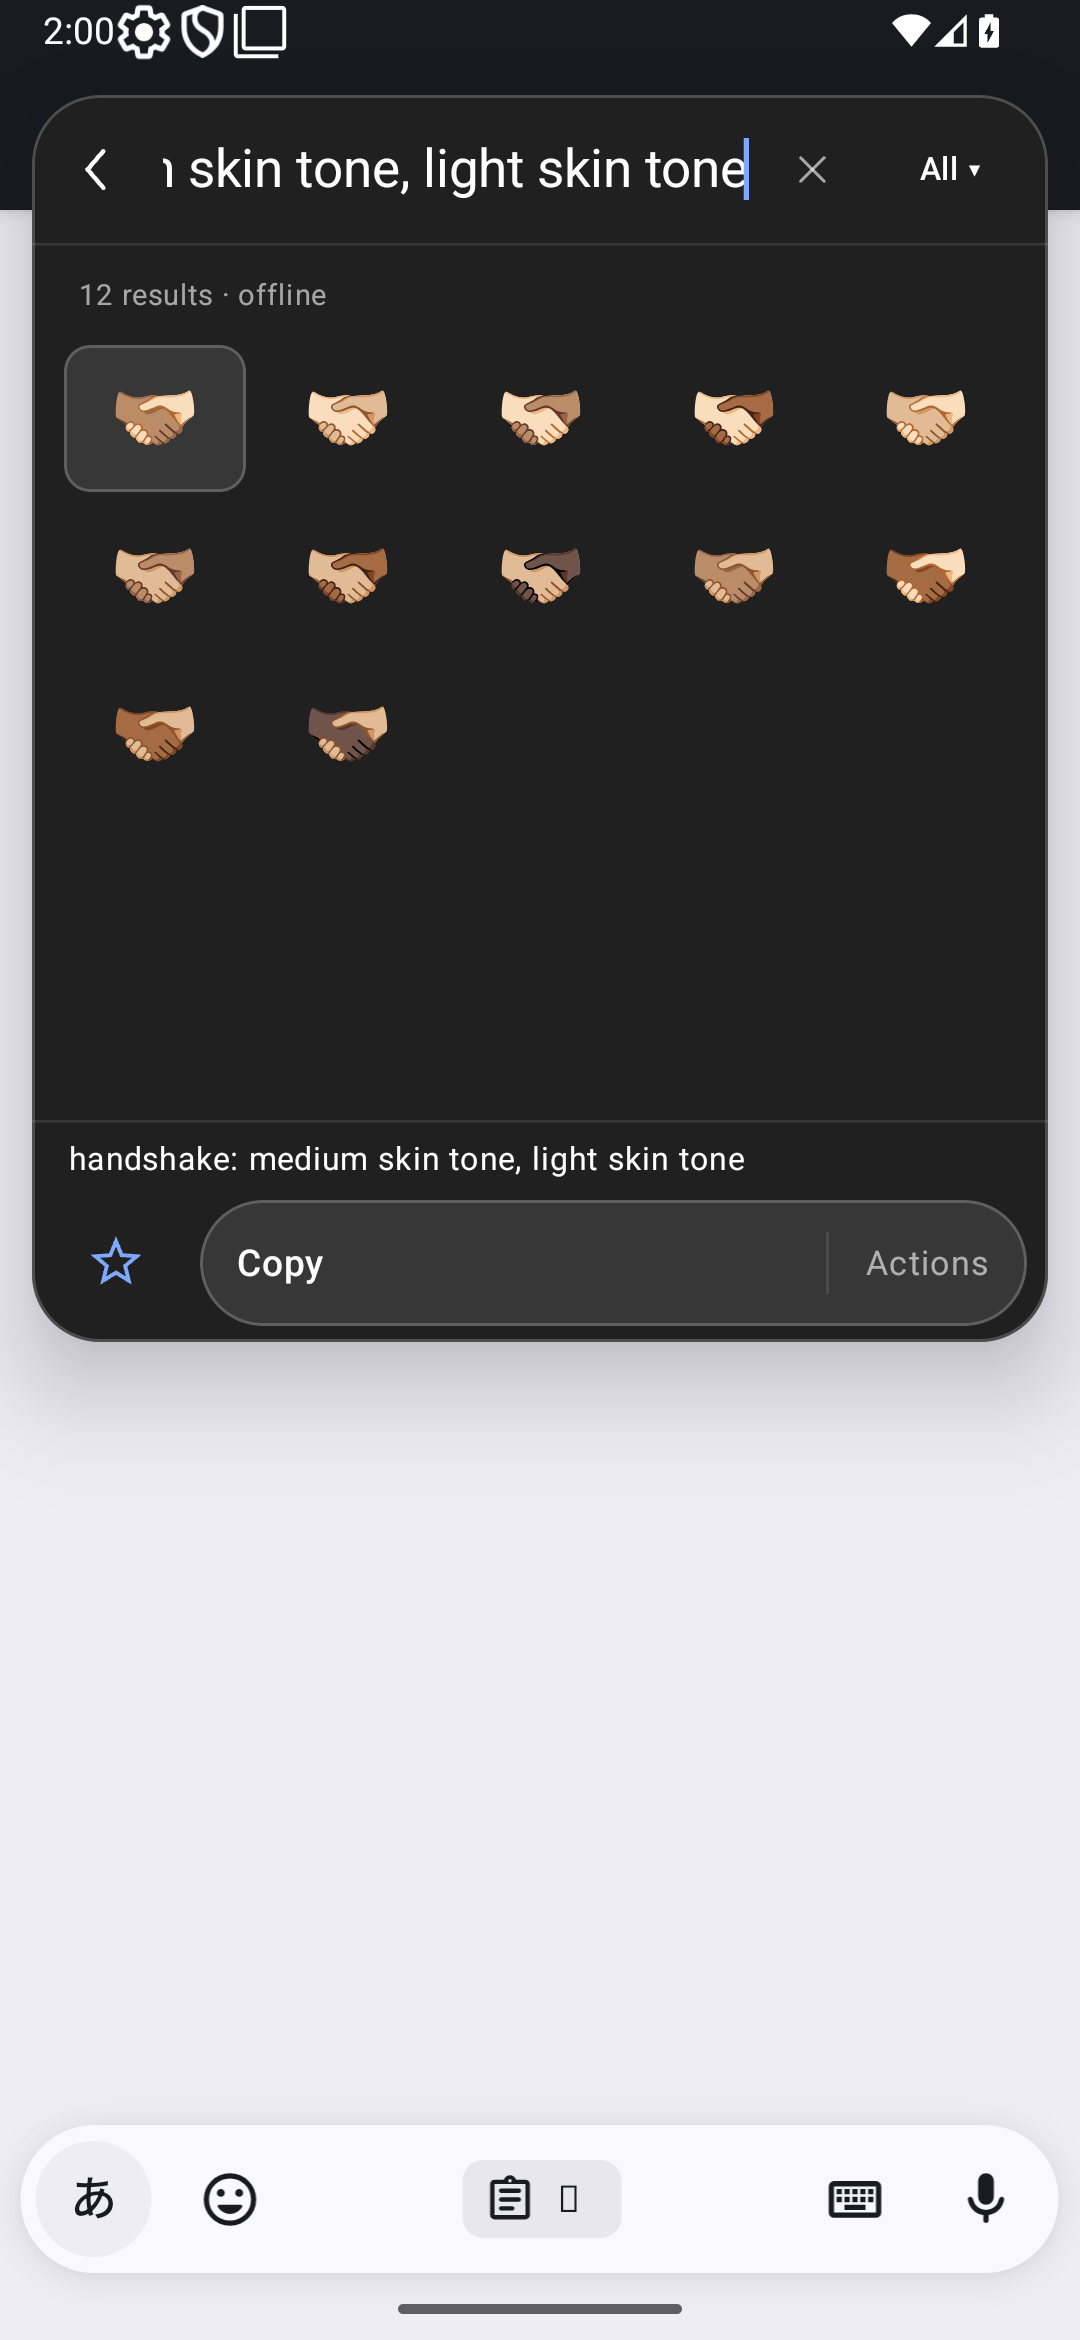 2:00
skin tone, light skin tone
All
12 results · offline
handshake: medium skin tone, light skin tone
Copy
Actions
あ